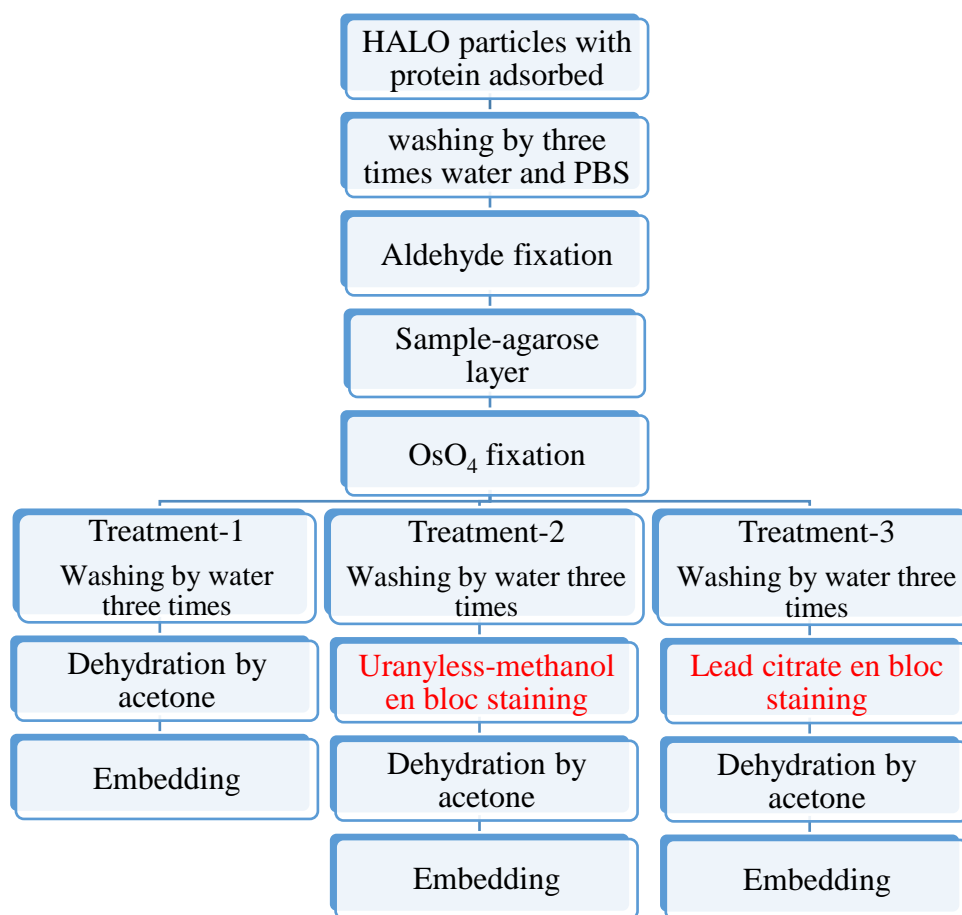 HALO particles with
protein adsorbed
washing by three
times water and PBS
Aldehyde fixation
Sample-agarose
layer
OsO₄ fixation
Treatment-1
Washing by water
three times
Dehydration by
acetone
Embedding
Treatment-2
Washing by water three
times
Uranyless-methanol
en bloc staining
Dehydration by
acetone
Embedding
Treatment-3
Washing by water three
times
Lead citrate en bloc
staining
Dehydration by
acetone
Embedding